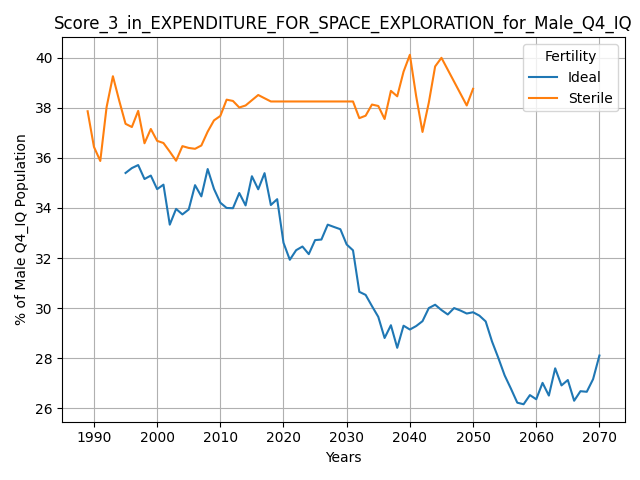 Score_3_in_EXPENDITURE_FOR_SPACE_EXPLORATION_for_Male_Q4_IQ
Fertility
Ideal
Sterile
% of Male Q4_IQ Population
40
38
36
34
32
30
28
26
1990 2000 2010 2020 2030 2040 2050 2060 2070
Years